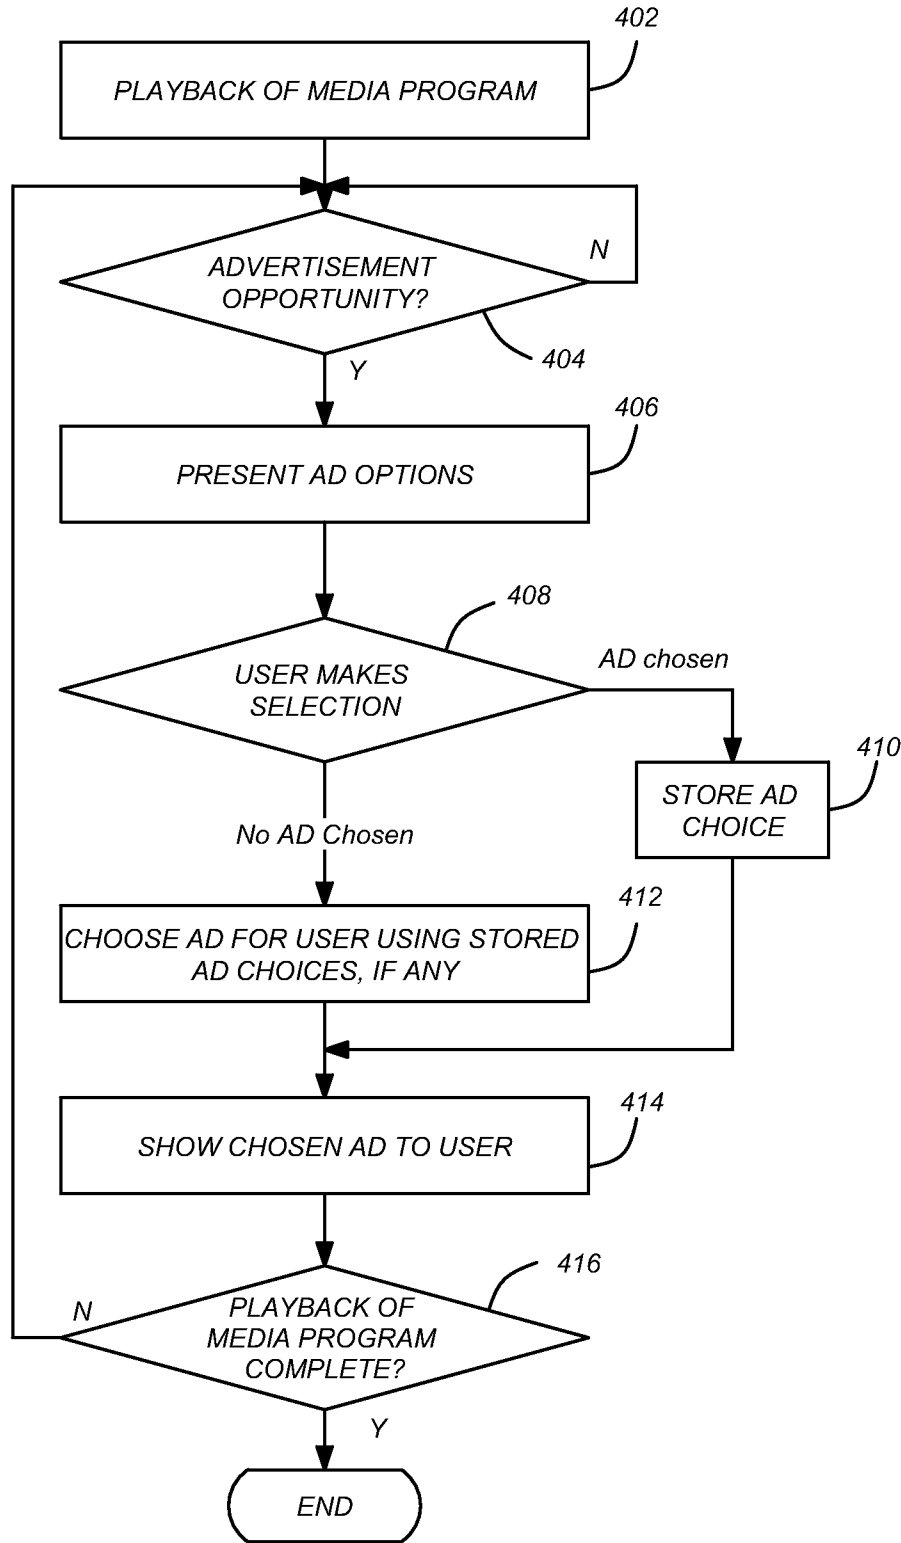 402
PLAYBACK OF MEDIA PROGRAM
N
ADVERTISEMENT
OPPORTUNITY?
404
Y
406
PRESENT AD OPTIONS
408
USER MAKES
SELECTION
AD chosen
410
STORE AD
CHOICE
No AD Chosen
412
CHOOSE AD FOR USER USING STORED
AD CHOICES, IF ANY
414
SHOW CHOSEN AD TO USER
416
N
PLAYBACK OF
MEDIA PROGRAM
COMPLETE?
Y
END